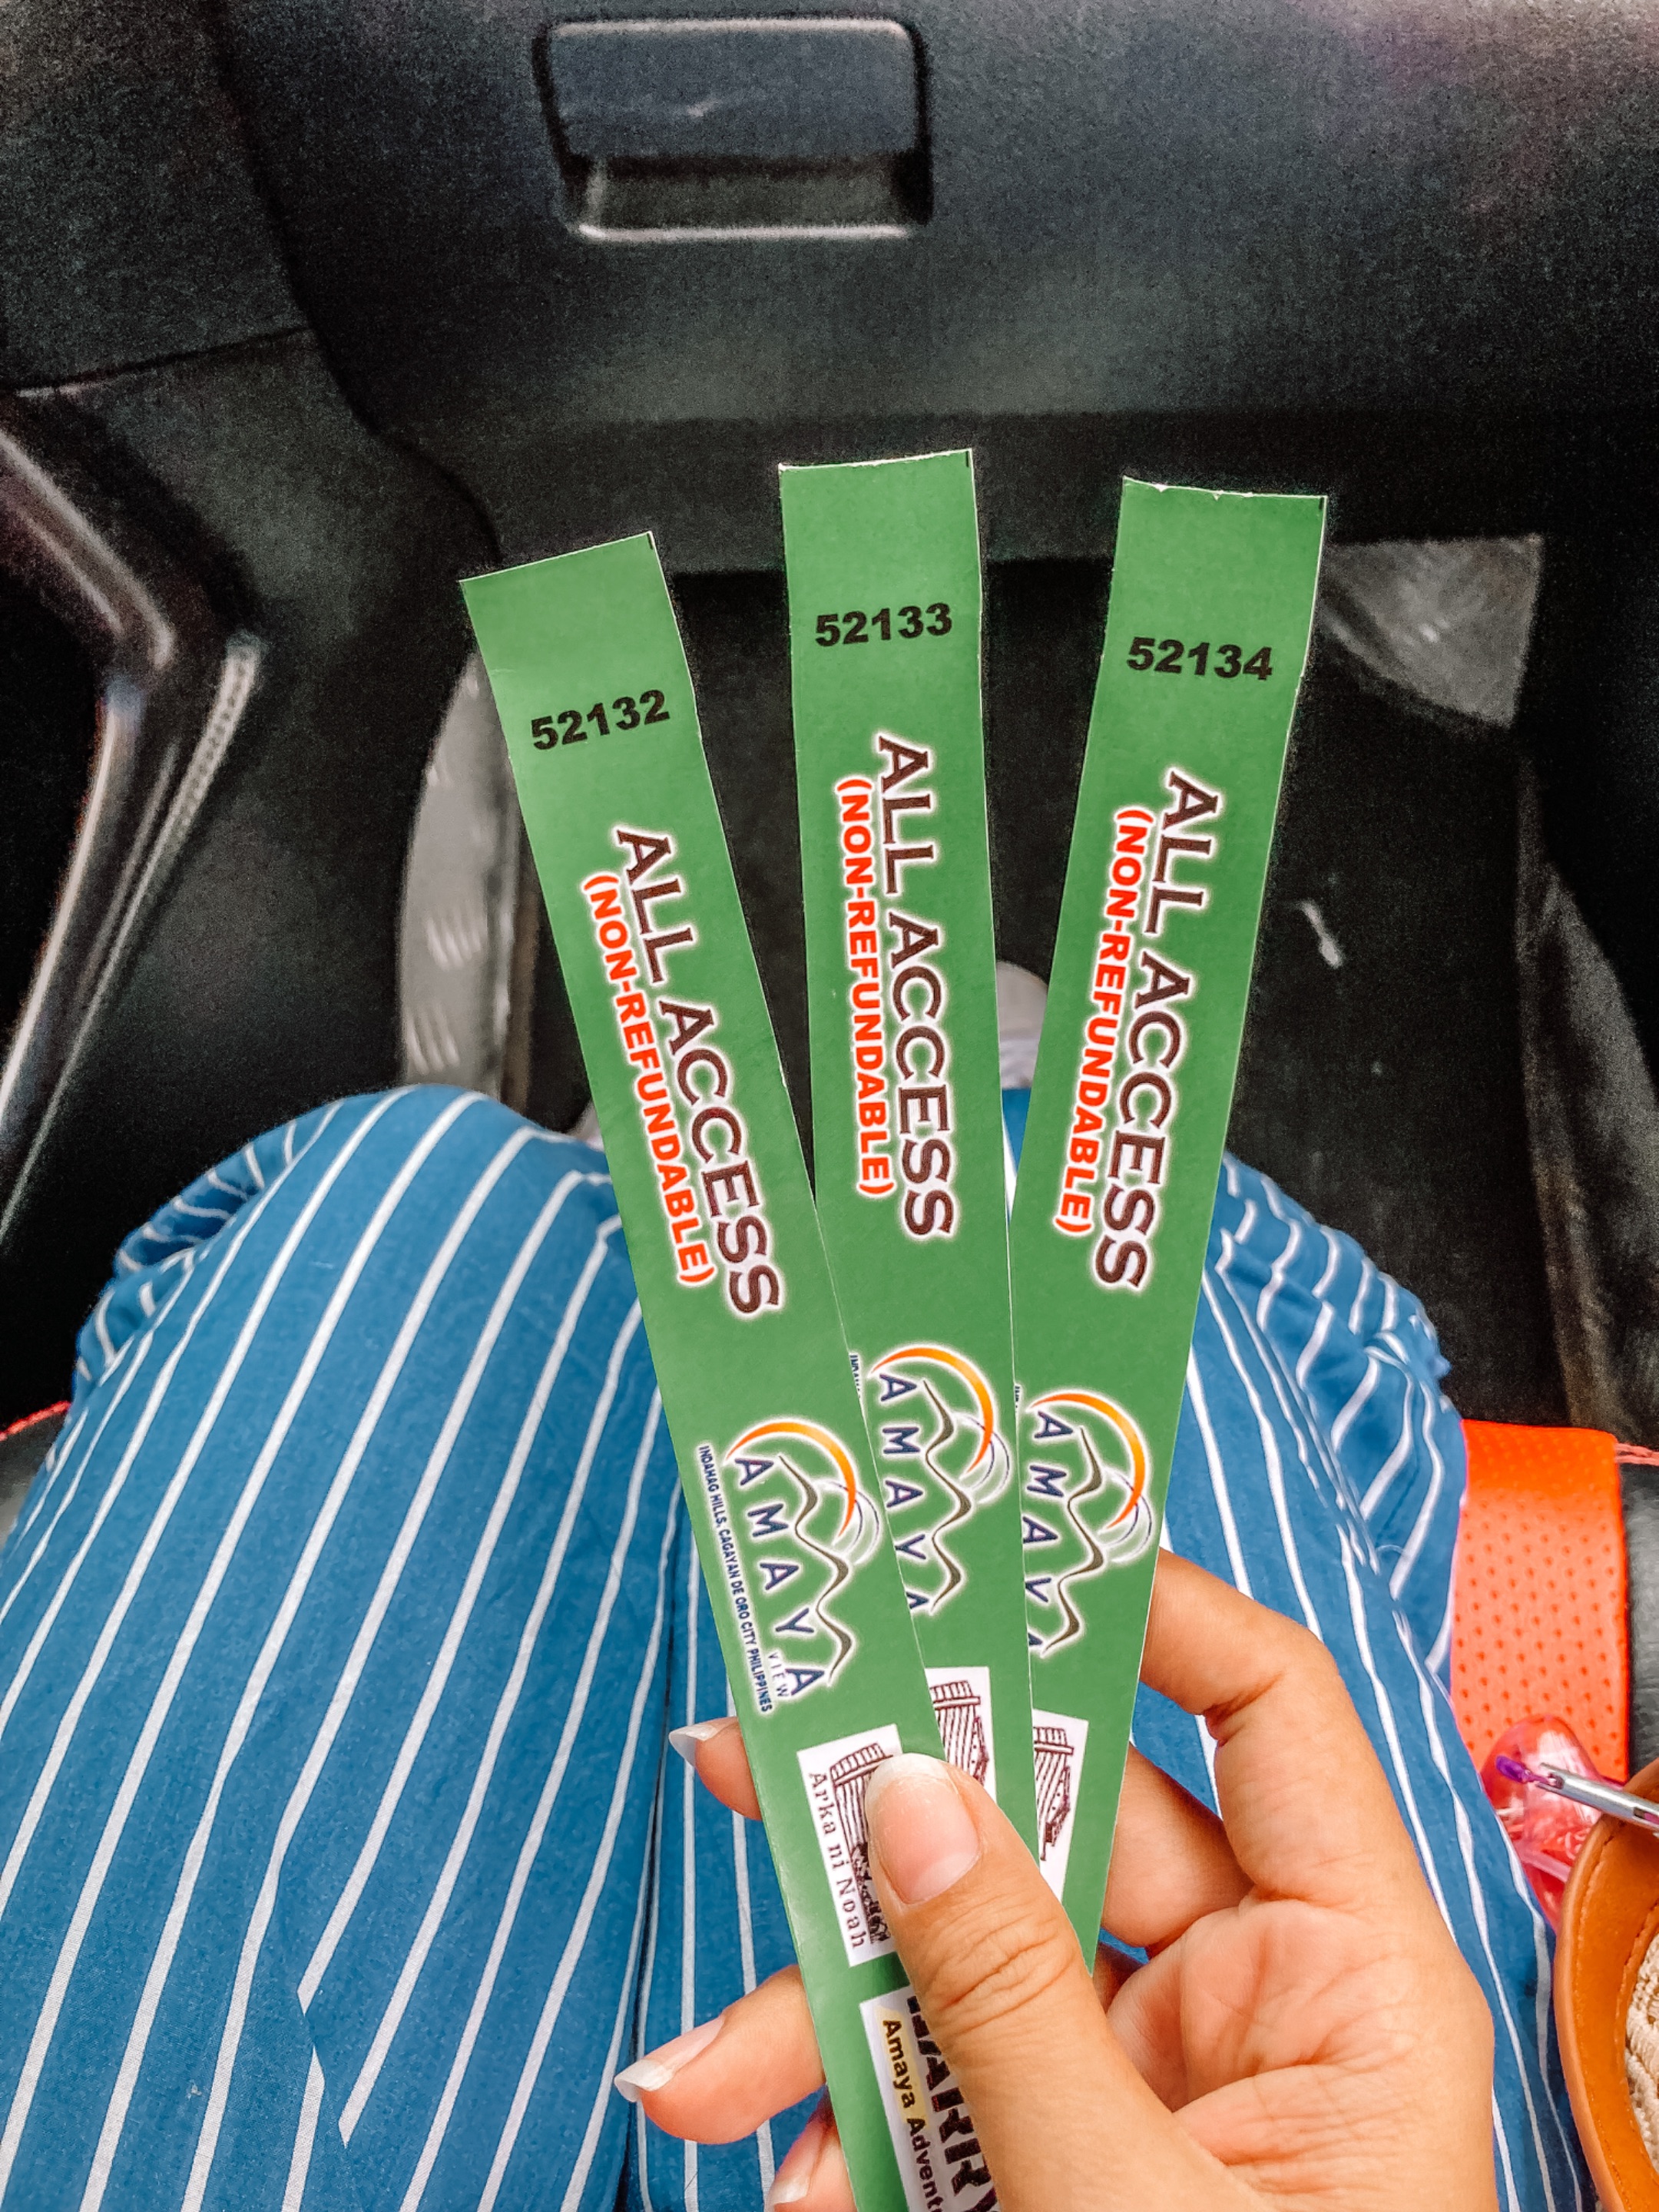 52132
ALL ACCESS
(NON-REFUNDABLE)
AMAYA
VIEW
INDAHAG HILLS, CAGAYAN DE ORO CITY PHILIPPINES
Arka ni Noah
Amaya
52133
ALL ACCESS
(NON-REFUNDABLE)
AMAYA
52134
ALL ACCESS
(NON-REFUNDABLE)
AMAYA